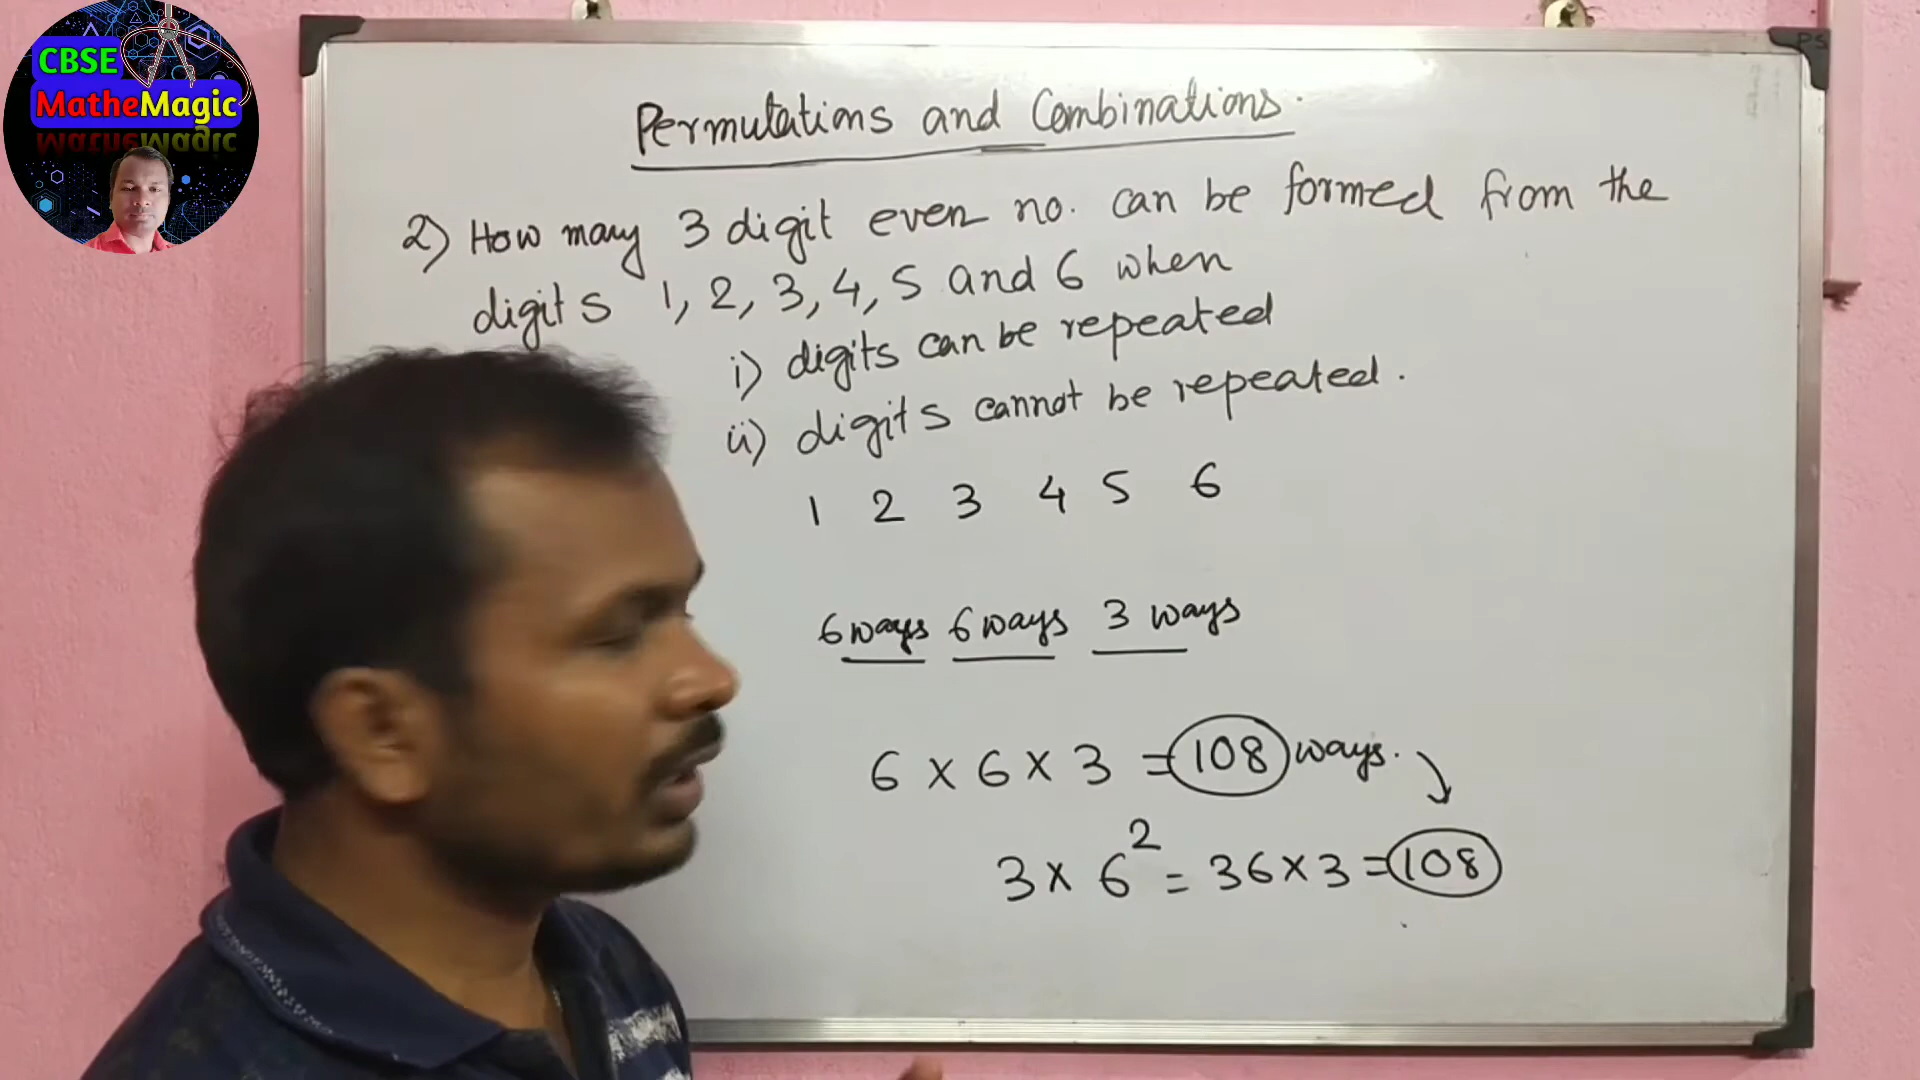 CBSE
MatheMagic
Permutations and Combinations.
2) How many 3 digit even no. can be formed from the
digits 1, 2, 3, 4, 5 and 6 when
i) digits can be repeated
ii) digits cannot be repeated.
1 2 3 4 5 6
6 ways 6 ways 3 ways
6 x 6 x 3 = 108 ways.
3 x 6² = 36 x 3 = 108